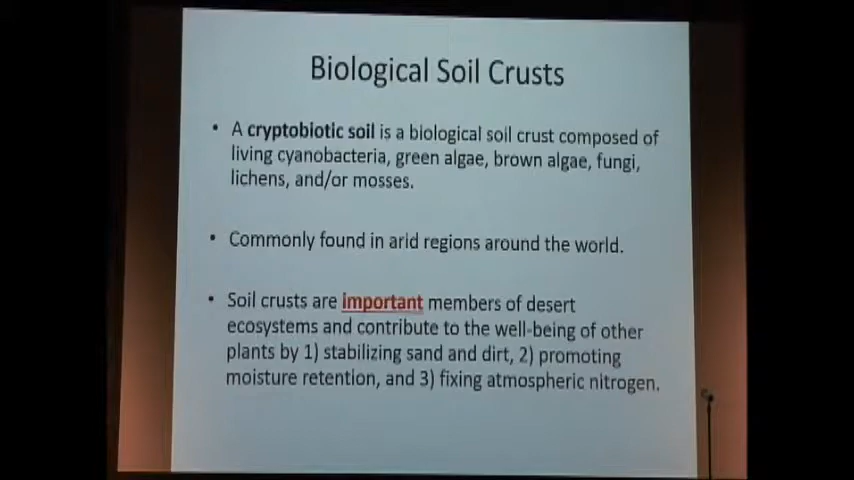 Biological Soil Crusts
• A cryptobiotic soil is a biological soil crust composed of
living cyanobacteria, green algae, brown algae, fungi,
lichens, and/or mosses.
• Commonly found in arid regions around the world.
• Soil crusts are important members of desert
ecosystems and contribute to the well-being of other
plants by 1) stabilizing sand and dirt, 2) promoting
moisture retention, and 3) fixing atmospheric nitrogen.